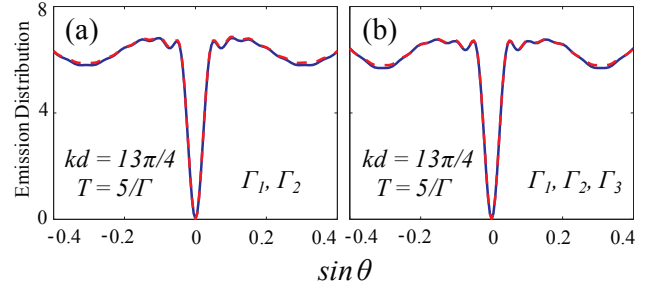 (a)
(b)
Emission Distribution
8
4
0
kd = 13π/4
T = 5/Γ
Γ₁, Γ₂
kd = 13π/4
T = 5/Γ
Γ₁, Γ₂, Γ₃
-0.4 -0.2 0 0.2 0.4
-0.4 -0.2 0 0.2 0.4
sin θ